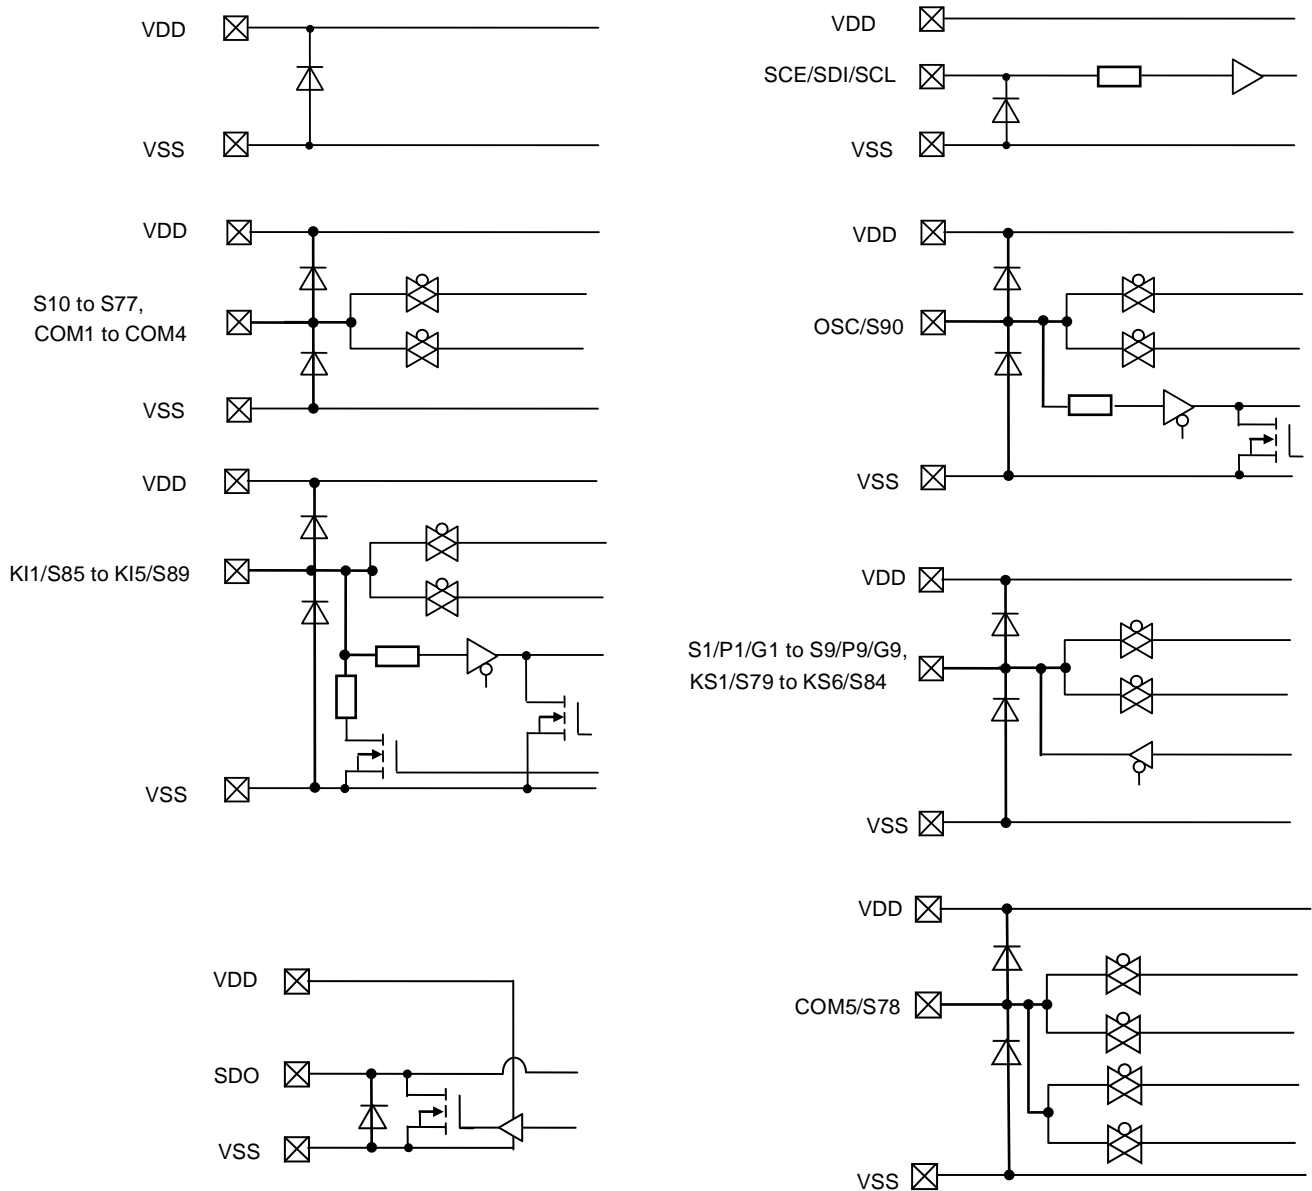 VDD
VSS
VDD
S10 to S77,
COM1 to COM4
VSS
VDD
KI1/S85 to KI5/S89
VSS
VDD
SDO
VSS
VDD
SCE/SDI/SCL
VSS
VDD
OSC/S90
VSS
VDD
S1/P1/G1 to S9/P9/G9,
KS1/S79 to KS6/S84
VSS
VDD
COM5/S78
VSS